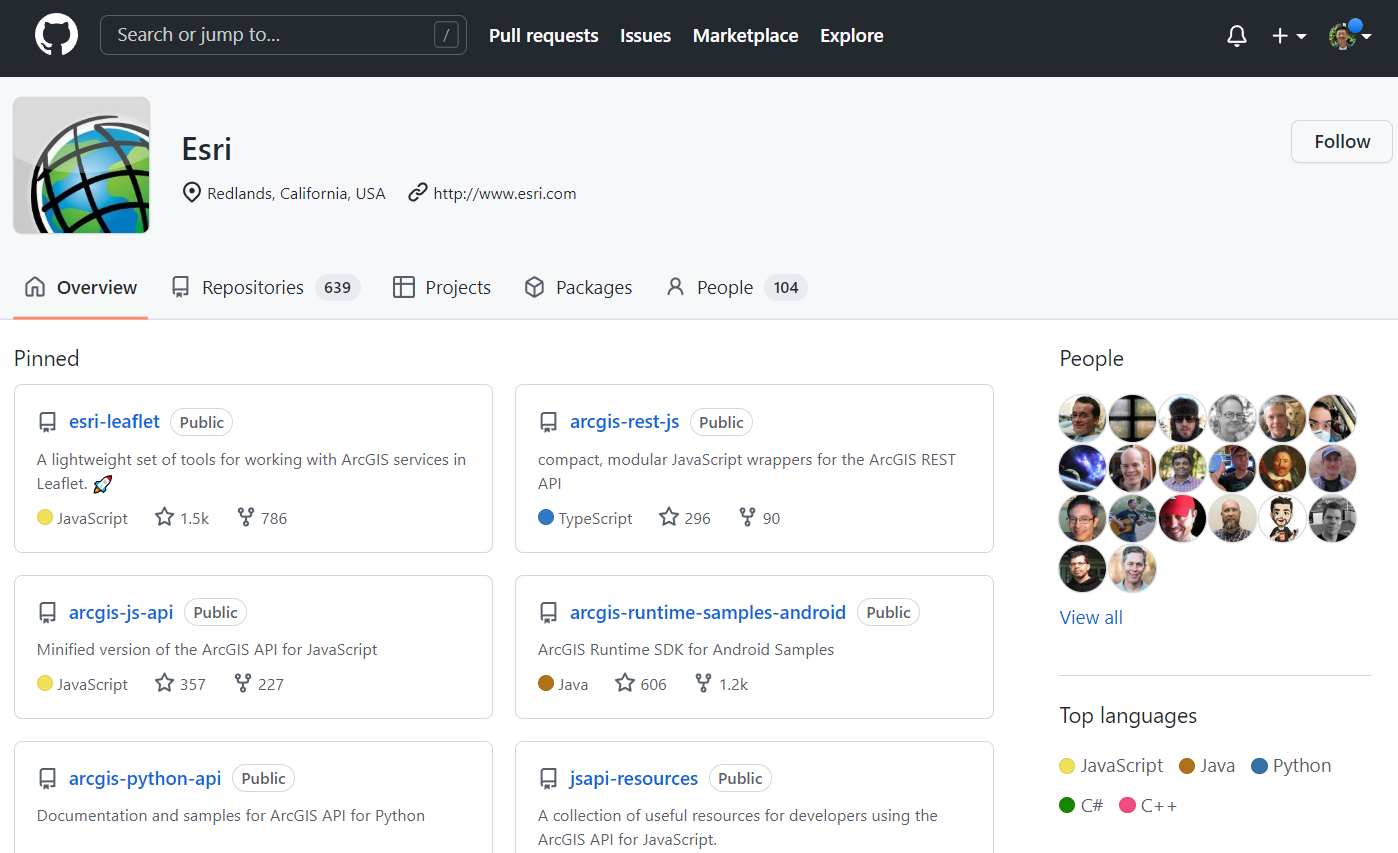 Search or jump to... /
Pull requests Issues Marketplace Explore
Esri
Follow
Redlands, California, USA http://www.esri.com
Overview Repositories 639 Projects Packages People 104
Pinned
esri-leaflet Public
A lightweight set of tools for working with ArcGIS services in
Leaflet. 🚀
JavaScript 1.5k 786
arcgis-rest-js Public
compact, modular JavaScript wrappers for the ArcGIS REST
API
TypeScript 296 90
arcgis-js-api Public
Minified version of the ArcGIS API for JavaScript
JavaScript 357 227
arcgis-runtime-samples-android Public
ArcGIS Runtime SDK for Android Samples
Java 606 1.2k
arcgis-python-api Public
Documentation and samples for ArcGIS API for Python
jsapi-resources Public
A collection of useful resources for developers using the
ArcGIS API for JavaScript.
People
View all
Top languages
JavaScript Java Python
C# C++